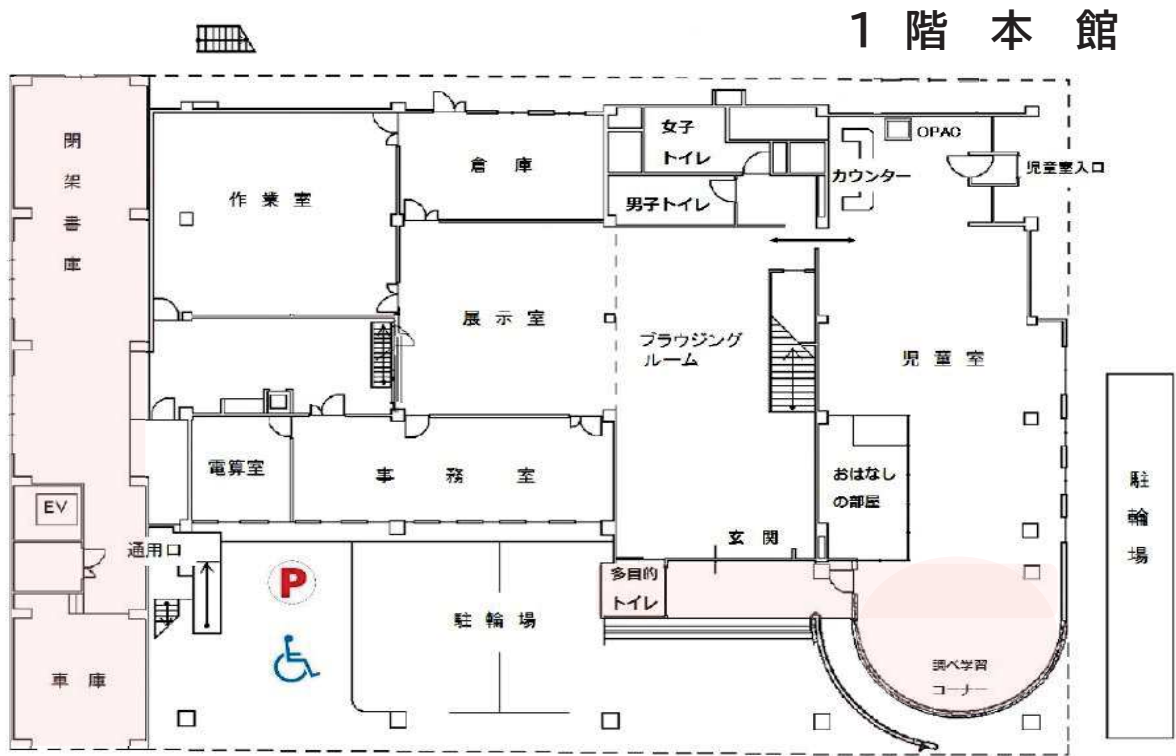 1階本館
閉架書庫
作業室
倉庫
女子
トイレ
男子トイレ
OPAC
カウンター
児童室入口
展示室
ブラウジング
ルーム
児童室
電算室
事務室
おはなし
の部屋
EV
通用口
玄関
多目的
トイレ
P
駐輪場
駐輪場
車庫
調べ学習
コーナー